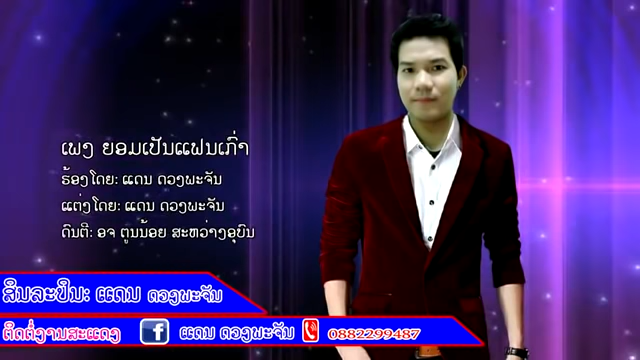 ເພງ ຍອມເປັນແຟນເກົ່າ
ຮ້ອງໂດຍ: ແດນ ດວງພະຈັນ
ແຕ່ງໂດຍ: ແດນ ດວງພະຈັນ
ດົນຕີ: ອຈ ຕູນນ້ອຍ ສະຫວ່າງອຸບົນ
ສິນລະປິນ: ແດນ ດວງພະຈັນ
ຕິດຕໍ່ງານສະແດງ f ແດນ ດວງພະຈັນ 0882299487